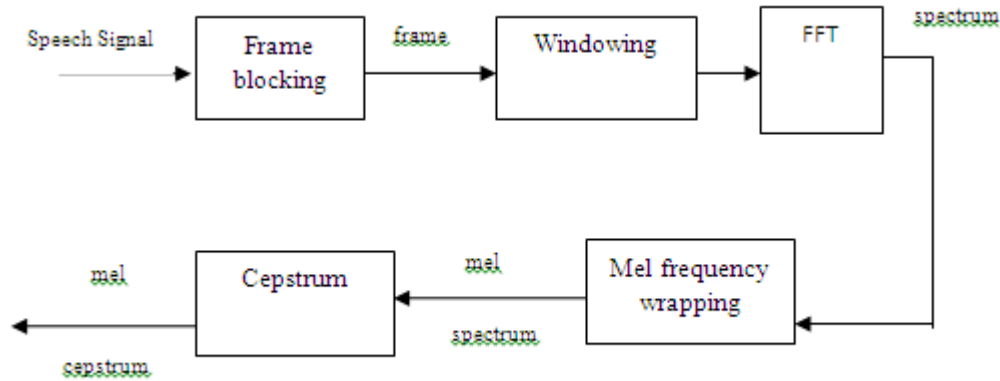 Speech Signal
Frame
blocking
frame
Windowing
FFT
spectrum
Mel frequency
wrapping
mel
spectrum
Cepstrum
mel
cepstrum